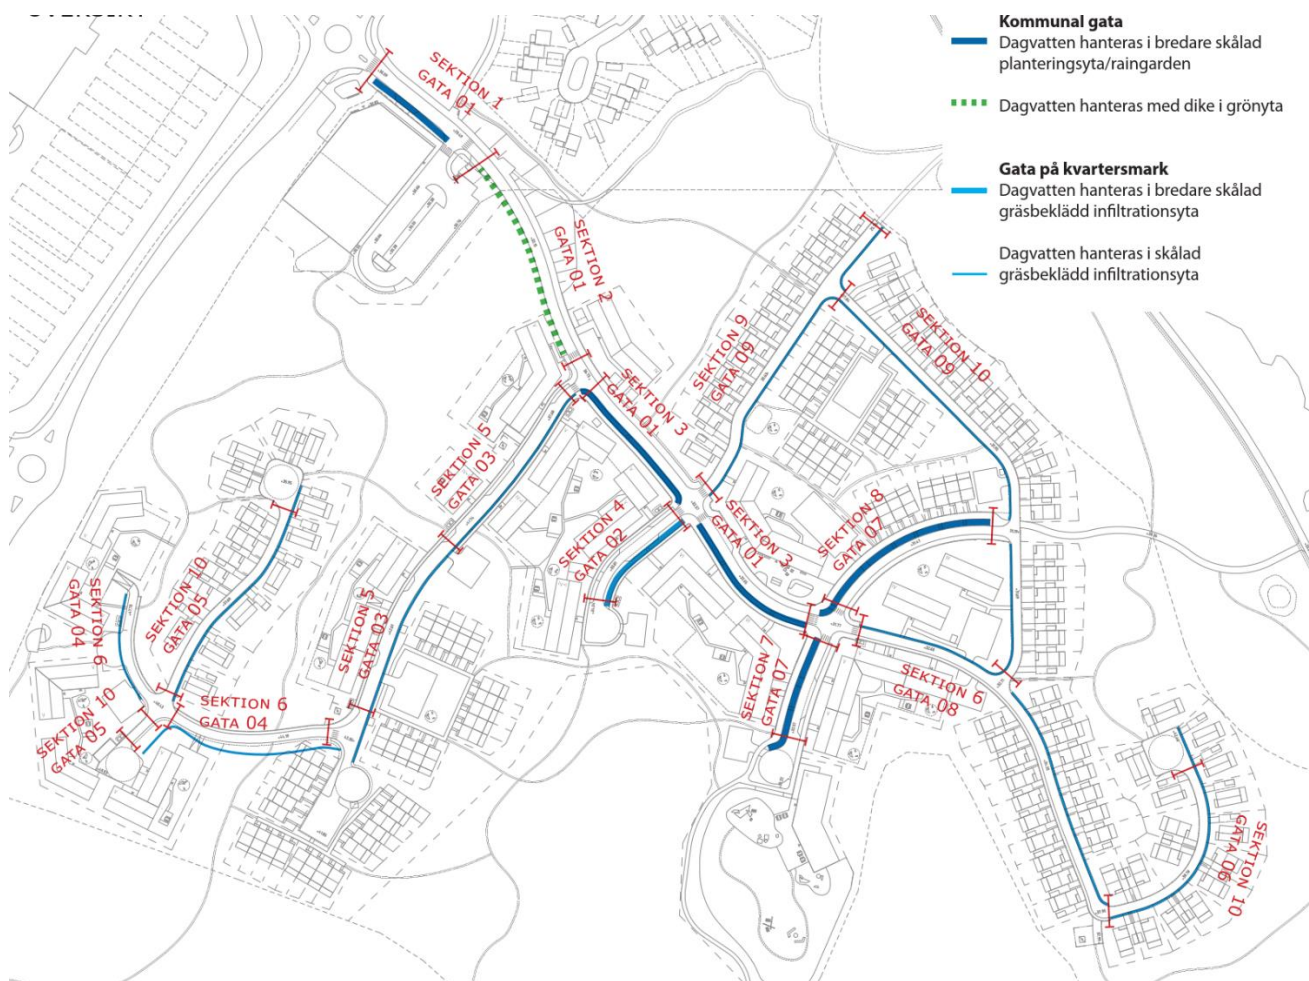 Kommunal gata
Dagvatten hanteras i bredare skålad
planteringsyta/raingarden
Dagvatten hanteras med dike i grönyta
Gata på kvartersmark
Dagvatten hanteras i bredare skålad
gräsbeklädd infiltrationsyta
Dagvatten hanteras i skålad
gräsbeklädd infiltrationsyta
SEKTION 1
GATA 01
SEKTION 2
GATA 01
SEKTION 3
GATA 01
SEKTION 9
GATA 09
SEKTION 10
GATA 09
SEKTION 5
GATA 03
SEKTION 4
GATA 02
SEKTION 3
GATA 01
SEKTION 8
GATA 07
SEKTION 10
GATA 05
SEKTION 6
GATA 04
SEKTION 5
GATA 03
SEKTION 6
GATA 04
SEKTION 10
GATA 05
SEKTION 7
GATA 07
SEKTION 6
GATA 08
SEKTION 10
GATA 06